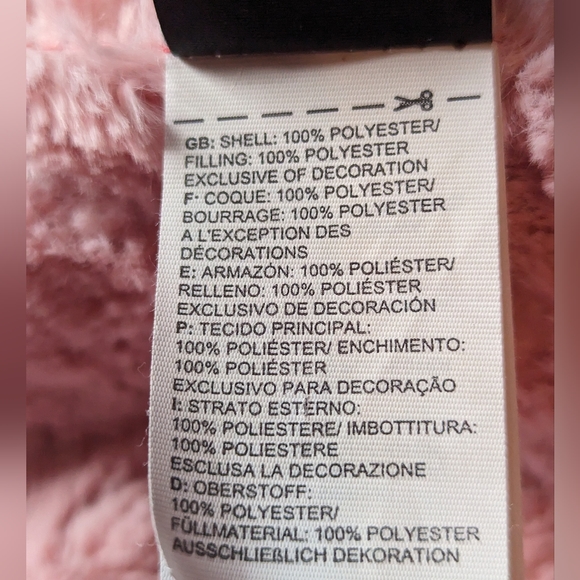 GB: SHELL: 100% POLYESTER/
FILLING: 100% POLYESTER
EXCLUSIVE OF DECORATION
F· COQUE: 100% POLYESTER/
BOURRAGE: 100% POLYESTER
A L'EXCEPTION DES
DÉCORATIONS
E: ARMAZÓN: 100% POLIÉSTER/
RELLENO: 100% POLIÉSTER
EXCLUSIVO DE DECORACIÓN
P: TECIDO PRINCIPAL:
100% POLIÉSTER/ ENCHIMENTO:
100% POLIÉSTER
EXCLUSIVO PARA DECORAÇÃO
I: STRATO ESTERNO:
100% POLIESTERE/ IMBOTTITURA:
100% POLIESTERE
ESCLUSA LA DECORAZIONE
D: OBERSTOFF:
100% POLYESTER/
FÜLLMATERIAL: 100% POLYESTER
AUSSCHLIEßLICH DEKORATION